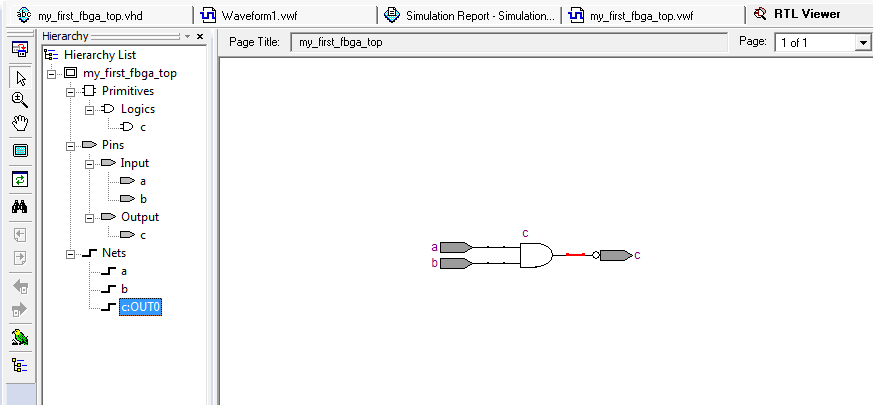 my_first_fbga_top.vhd
Waveform1.vwf
Simulation Report - Simulation...
my_first_fbga_top.vwf
RTL Viewer
Hierarchy
Page Title:
my_first_fbga_top
Page:
1 of 1
Hierarchy List
my_first_fbga_top
Primitives
Logics
c
Pins
Input
a
b
Output
c
Nets
a
b
c:OUT0
c
a
b
c